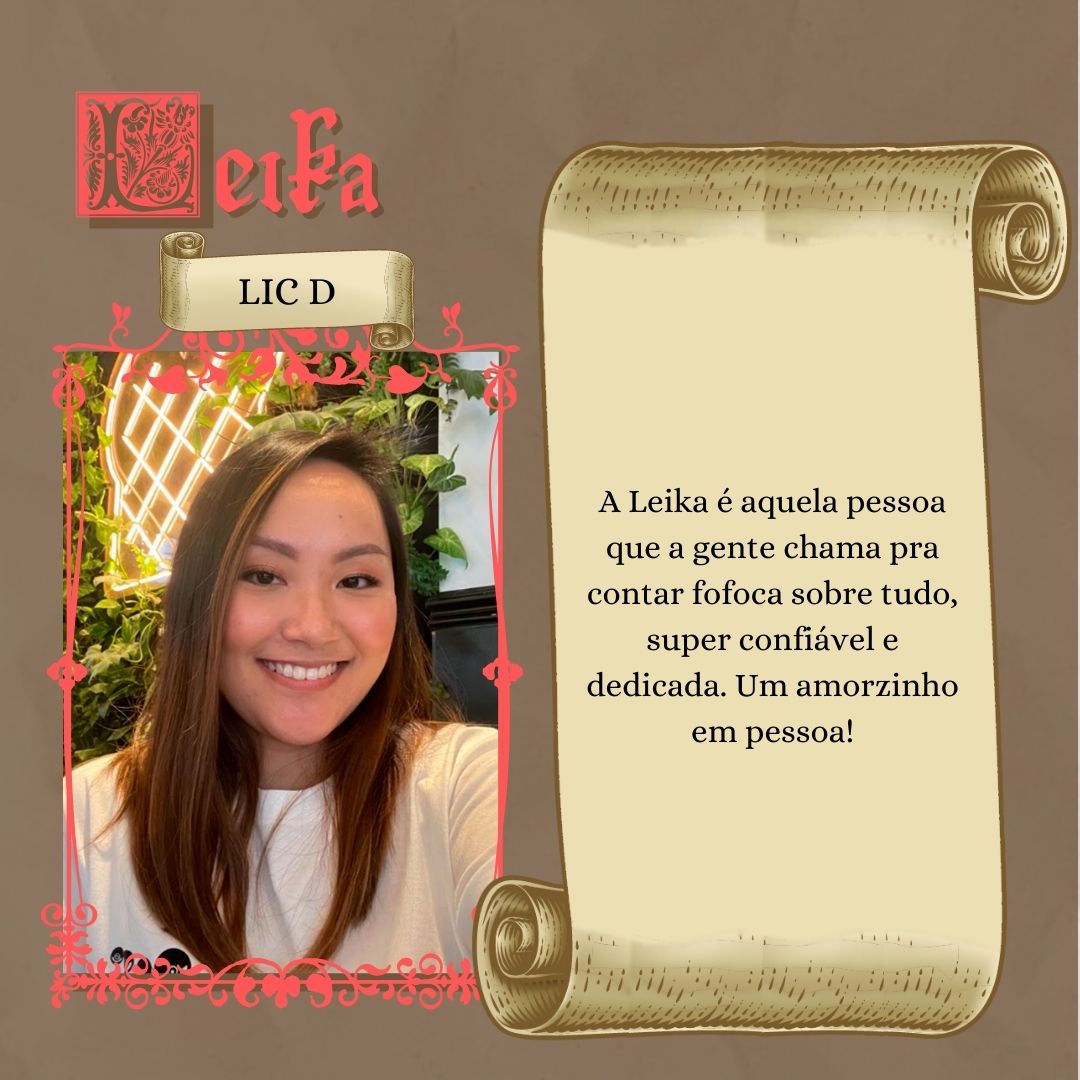 Leika
LIC D
A Leika é aquela pessoa
que a gente chama pra
contar fofoca sobre tudo,
super confiável e
dedicada. Um amorzinho
em pessoa!